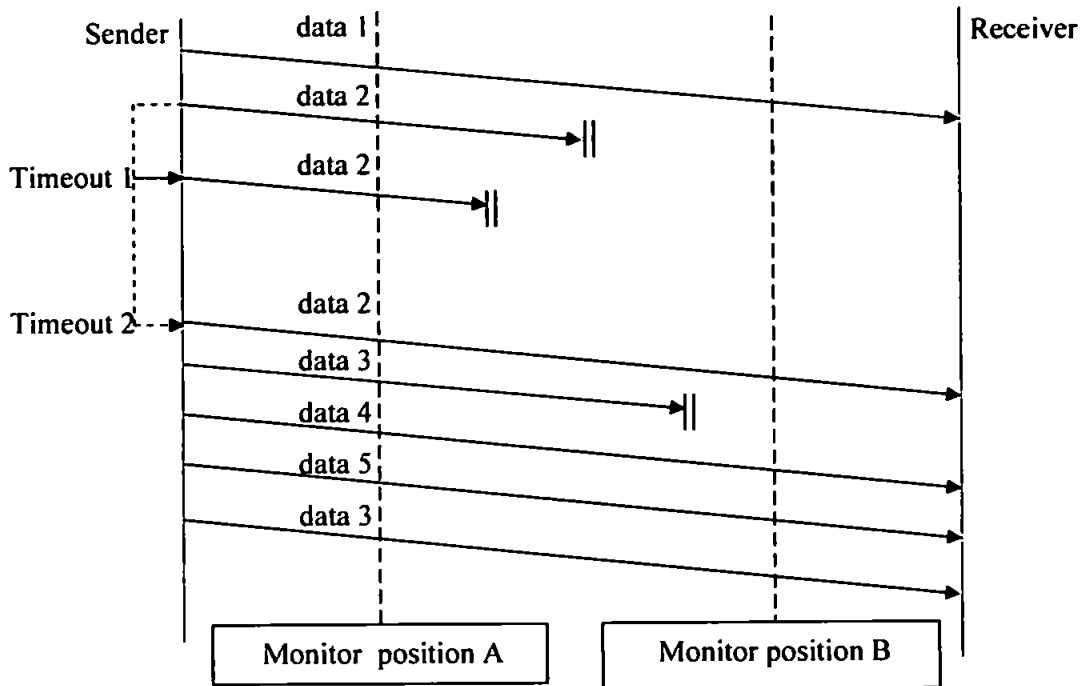 Sender
data 1
Receiver
data 2
Timeout 1
data 2
Timeout 2
data 2
data 3
data 4
data 5
data 3
Monitor position A
Monitor position B